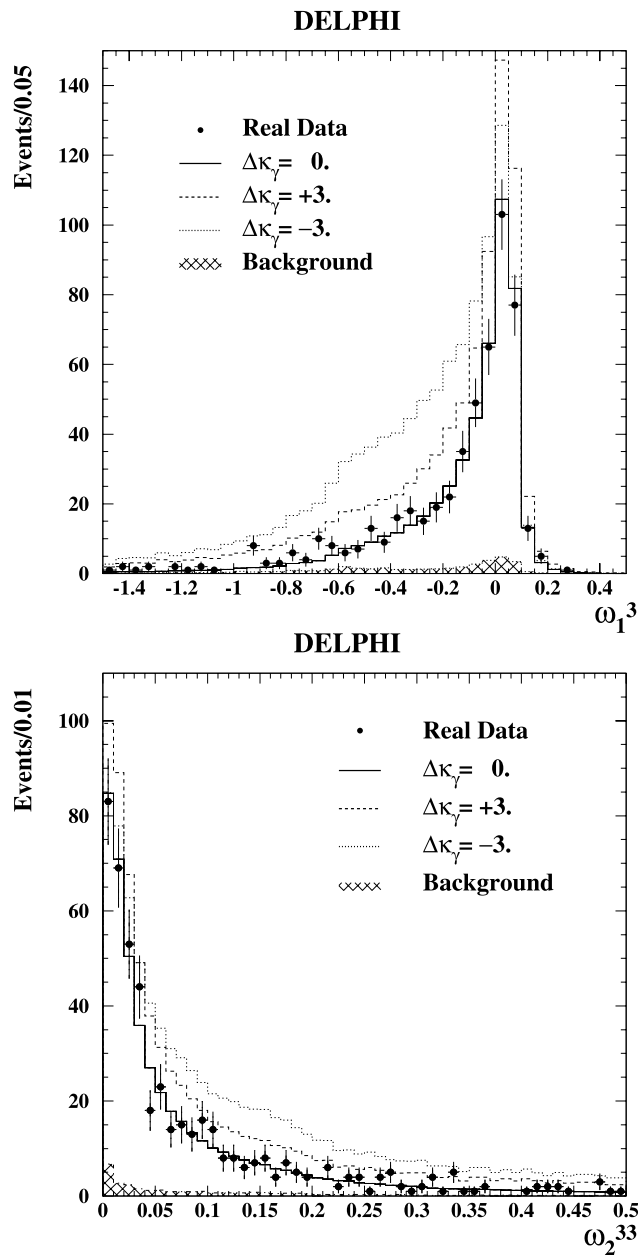 DELPHI
Events/0.05
140
120
100
80
60
40
20
0
Real Data
Δκγ= 0.
Δκγ= +3.
Δκγ= −3.
Background
-1.4 -1.2 -1 -0.8 -0.6 -0.4 -0.2 0 0.2 0.4
ω₁³
DELPHI
Events/0.01
100
80
60
40
20
0
Real Data
Δκγ= 0.
Δκγ= +3.
Δκγ= −3.
Background
0 0.05 0.1 0.15 0.2 0.25 0.3 0.35 0.4 0.45 0.5
ω₂³³